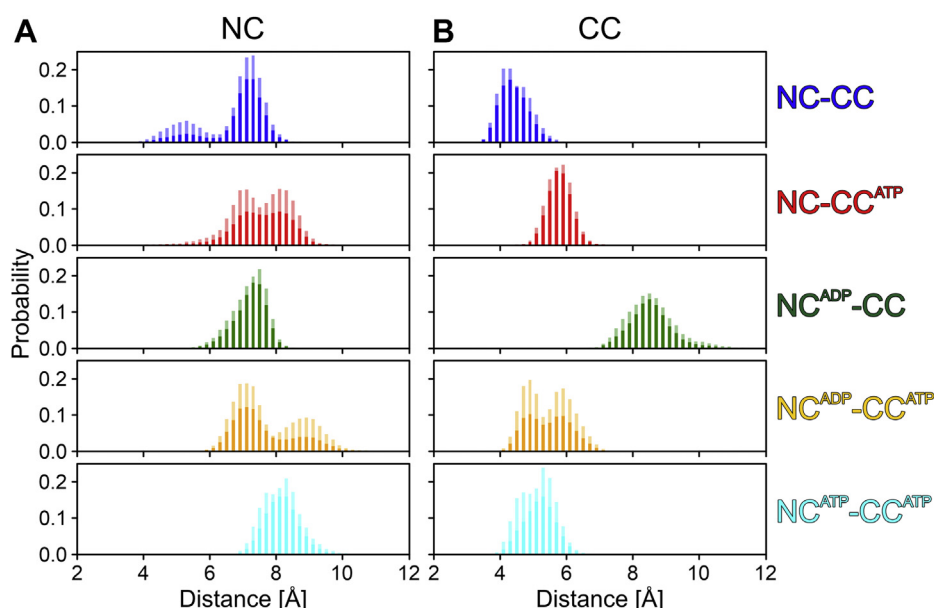 A NC B CC
0.2
0.1
0.0
NC-CC
0.2
0.1
0.0
NC-CC^ATP
Probability
0.2
0.1
0.0
NC^ADP-CC
0.2
0.1
0.0
NC^ADP-CC^ATP
0.2
0.1
0.0
NC^ATP-CC^ATP
2 4 6 8 10 12 2 4 6 8 10 12
Distance [Å] Distance [Å]